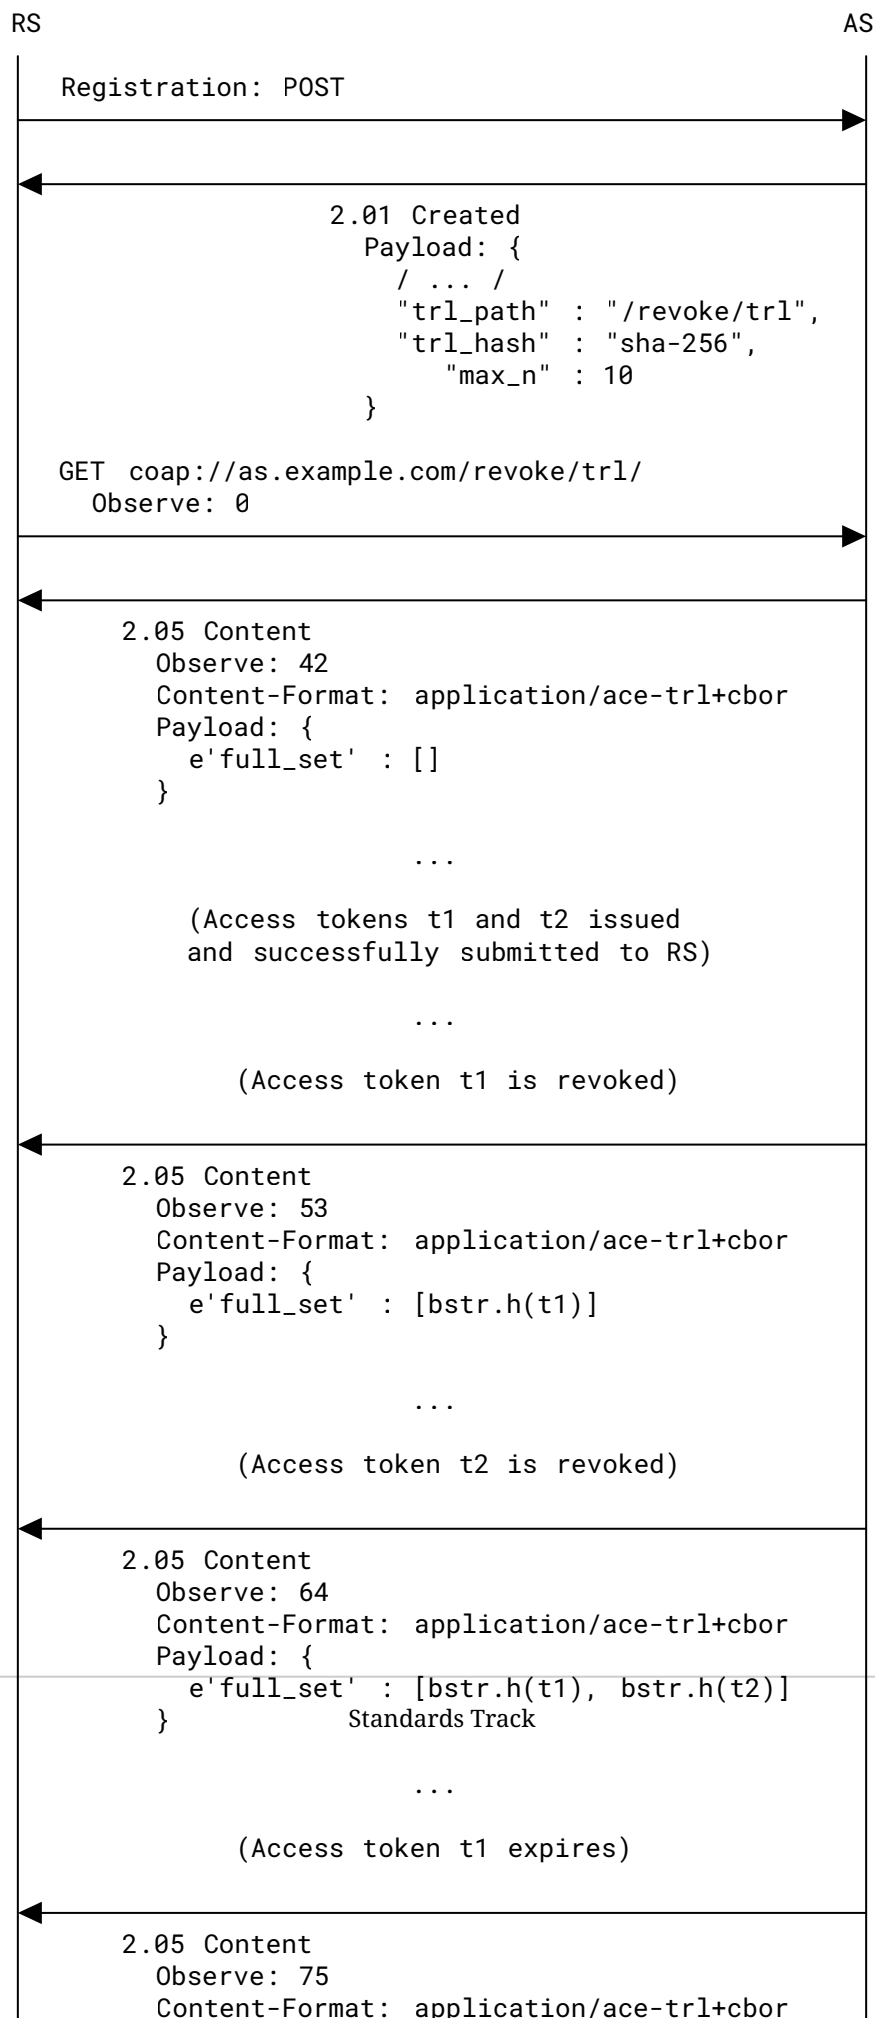 RS AS
Registration: POST
2.01 Created
Payload: {
/ ... /
"trl_path" : "/revoke/trl",
"trl_hash" : "sha-256",
"max_n" : 10
}
GET coap://as.example.com/revoke/trl/
Observe: 0
2.05 Content
Observe: 42
Content-Format: application/ace-trl+cbor
Payload: {
e'full_set' : []
}
...
(Access tokens t1 and t2 issued
and successfully submitted to RS)
...
(Access token t1 is revoked)
2.05 Content
Observe: 53
Content-Format: application/ace-trl+cbor
Payload: {
e'full_set' : [bstr.h(t1)]
}
...
(Access token t2 is revoked)
2.05 Content
Observe: 64
Content-Format: application/ace-trl+cbor
Payload: {
e'full_set' : [bstr.h(t1), bstr.h(t2)]
} Standards Track
...
(Access token t1 expires)
2.05 Content
Observe: 75
Content-Format: application/ace-trl+cbor